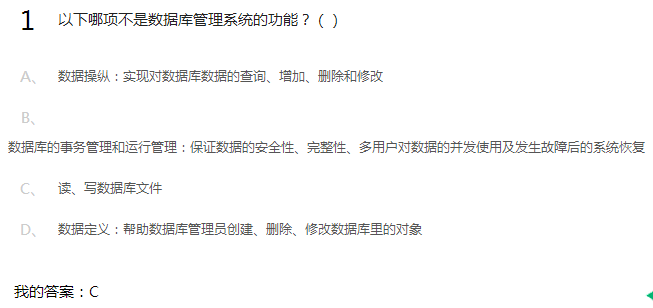 1 以下哪项不是数据库管理系统的功能？( )
A、 数据操纵：实现对数据库数据的查询、增加、删除和修改
B、
数据库的事务管理和运行管理：保证数据的安全性、完整性、多用户对数据的并发使用及发生故障后的系统恢复
C、 读、写数据库文件
D、 数据定义：帮助数据库管理员创建、删除、修改数据库里的对象
我的答案：C